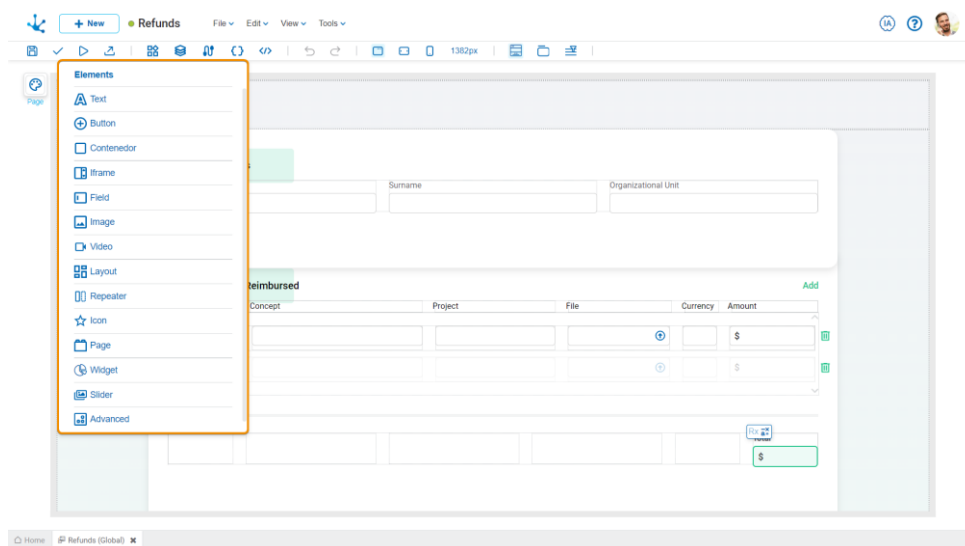 + New
Refunds
File
Edit
View
Tools
IA
?
1382px
Page
Elements
Text
Button
Contenedor
Iframe
Field
Image
Video
Layout
Repeater
Icon
Page
Widget
Slider
Advanced
Surname
Organizational Unit
Reimbursed
Add
Concept
Project
File
Currency
Amount
$
$
Rx
Total
$
Home
Refunds (Global)